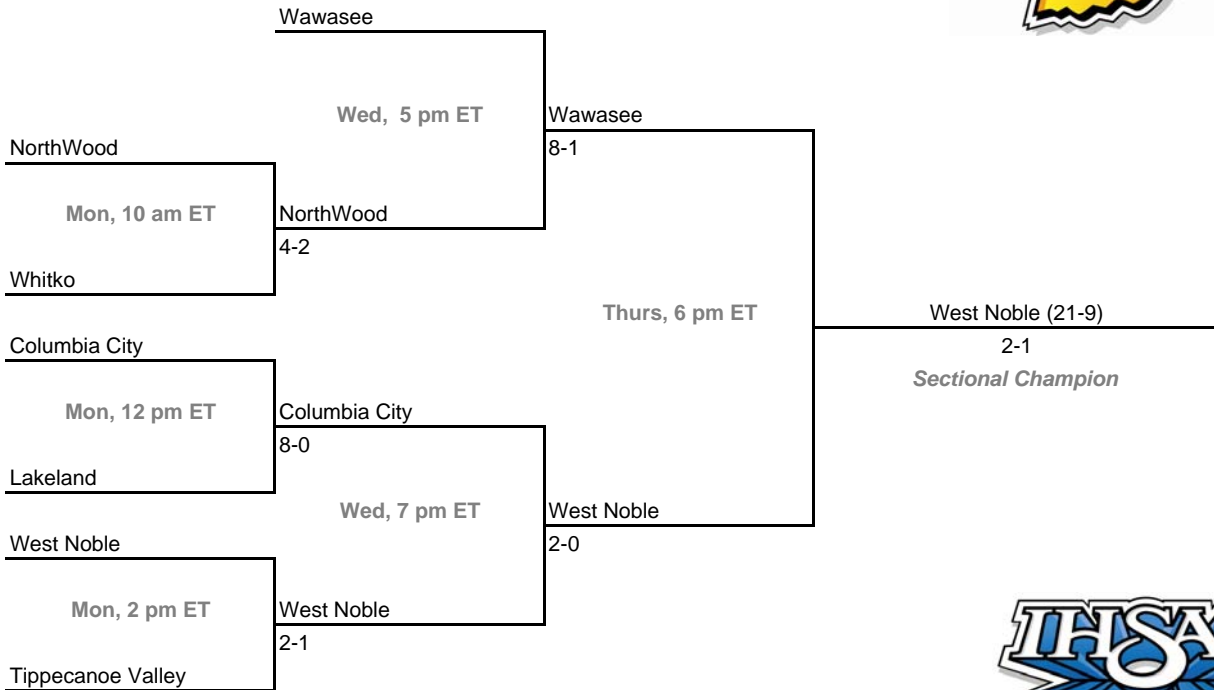 Wawasee
Wed, 5 pm ET
Wawasee
NorthWood
8-1
Mon, 10 am ET
NorthWood
4-2
Whitko
Thurs, 6 pm ET
West Noble (21-9)
Columbia City
2-1
Sectional Champion
Mon, 12 pm ET
Columbia City
8-0
Lakeland
Wed, 7 pm ET
West Noble
West Noble
2-0
Mon, 2 pm ET
West Noble
2-1
Tippecanoe Valley
IHSA